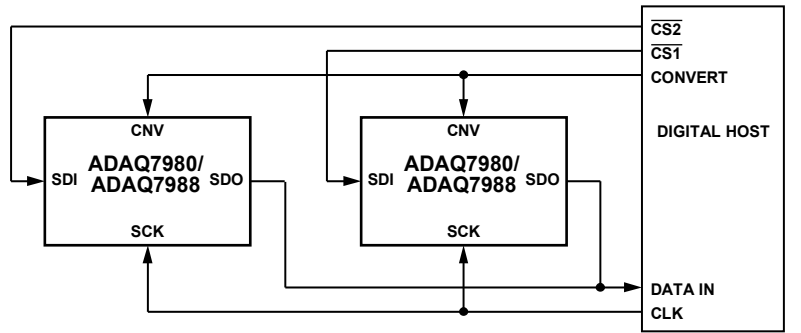 CS2
CS1
CONVERT
DIGITAL HOST
CNV
ADAQ7980/
ADAQ7988
SDI
SDO
SCK
CNV
ADAQ7980/
ADAQ7988
SDI
SDO
SCK
DATA IN
CLK